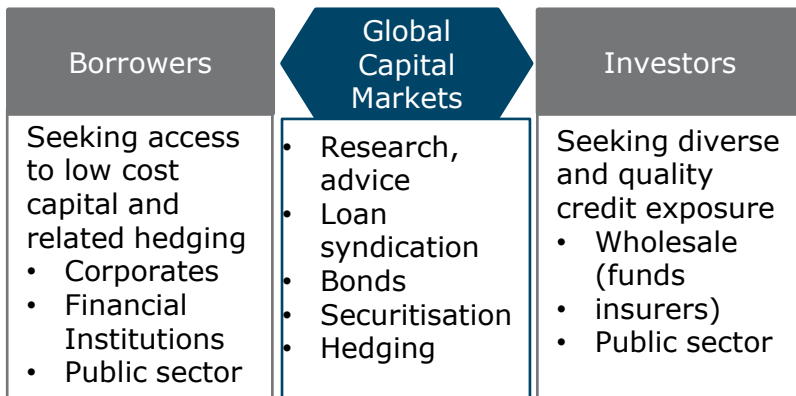 Borrowers
Seeking access
to low cost
capital and
related hedging
• Corporates
• Financial
Institutions
• Public sector
Global
Capital
Markets
• Research,
advice
• Loan
syndication
• Bonds
• Securitisation
• Hedging
Investors
Seeking diverse
and quality
credit exposure
• Wholesale
(funds
• insurers)
• Public sector